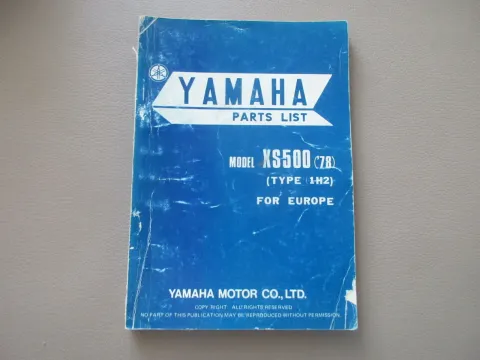 YAMAHA
PARTS LIST
MODEL XS500 ('78)
(TYPE (1H2)
FOR EUROPE
YAMAHA MOTOR CO., LTD.
COPY RIGHT ALL RIGHTS RESERVED
NO PART OF THIS PUBLICATION MAY BE REPRODUCED WITHOUT PERMISSION